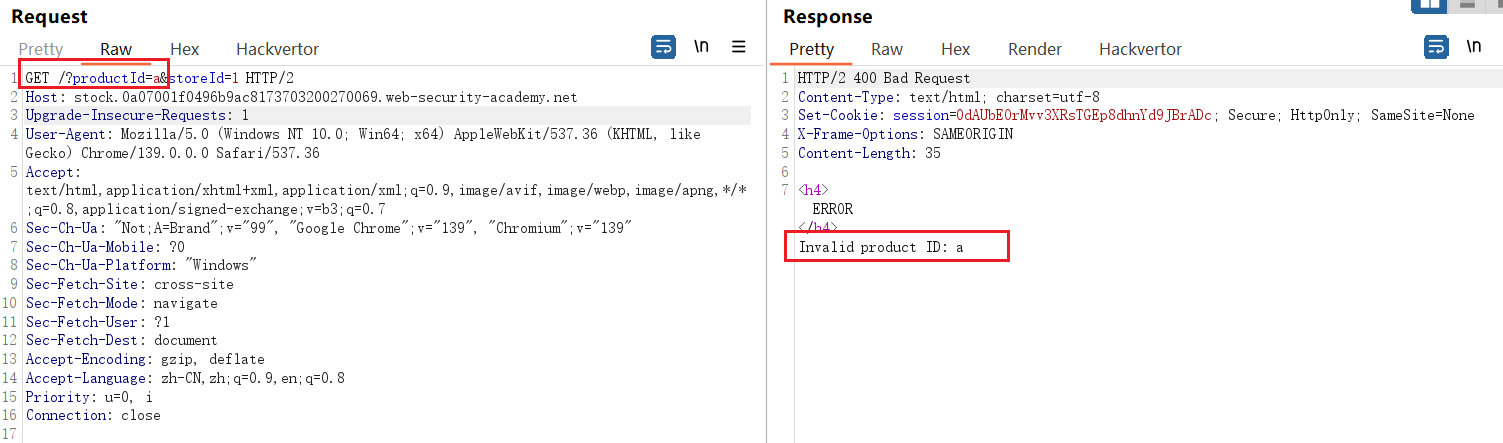 Request
Pretty Raw Hex Hackvertor \n
1 GET /?productId=a&storeId=1 HTTP/2
2 Host: stock.0a07001f0496b9ac8173703200270069.web-security-academy.net
3 Upgrade-Insecure-Requests: 1
4 User-Agent: Mozilla/5.0 (Windows NT 10.0; Win64; x64) AppleWebKit/537.36 (KHTML, like
Gecko) Chrome/139.0.0.0 Safari/537.36
5 Accept:
text/html,application/xhtml+xml,application/xml;q=0.9,image/avif,image/webp,image/apng,*/*
;q=0.8,application/signed-exchange;v=b3;q=0.7
6 Sec-Ch-Ua: "Not;A=Brand";v="99", "Google Chrome";v="139", "Chromium";v="139"
7 Sec-Ch-Ua-Mobile: ?0
8 Sec-Ch-Ua-Platform: "Windows"
9 Sec-Fetch-Site: cross-site
10 Sec-Fetch-Mode: navigate
11 Sec-Fetch-User: ?1
12 Sec-Fetch-Dest: document
13 Accept-Encoding: gzip, deflate
14 Accept-Language: zh-CN,zh;q=0.9,en;q=0.8
15 Priority: u=0, i
16 Connection: close
17
Response
Pretty Raw Hex Render Hackvertor \n
1 HTTP/2 400 Bad Request
2 Content-Type: text/html; charset=utf-8
3 Set-Cookie: session=0dAUbE0rMvv3XRsTGEp8dhnYd9JBrADc; Secure; HttpOnly; SameSite=None
4 X-Frame-Options: SAMEORIGIN
5 Content-Length: 35
6
7 <h4>
ERROR
</h4>
Invalid product ID: a